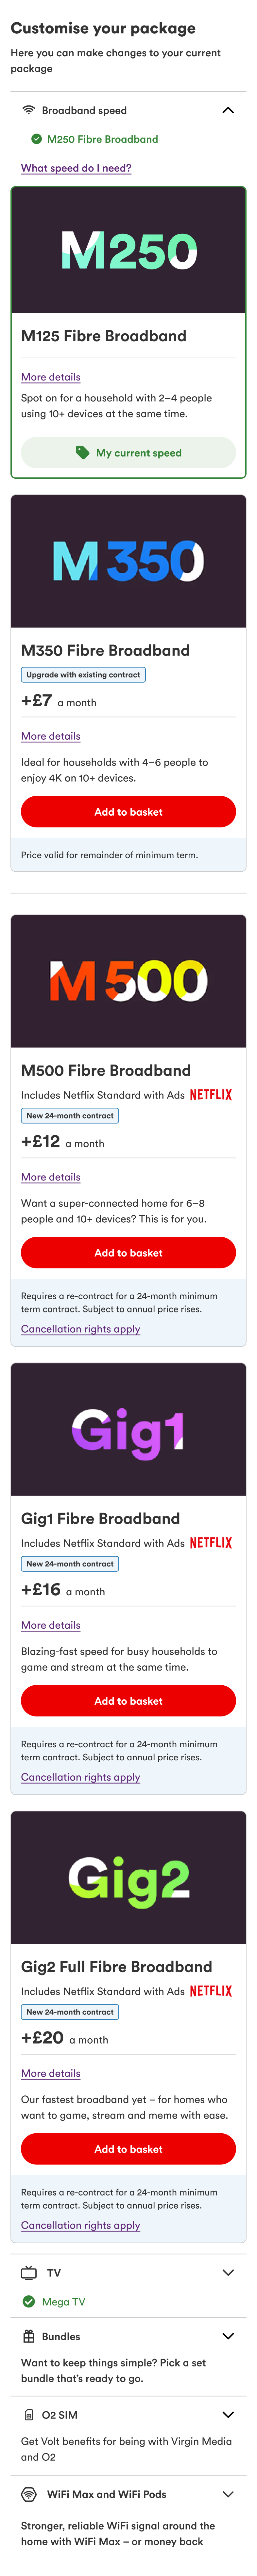 Customise your package
Here you can make changes to your current
package
Broadband speed
M250 Fibre Broadband
What speed do I need?
M250
M125 Fibre Broadband
More details
Spot on for a household with 2–4 people
using 10+ devices at the same time.
My current speed
M350
M350 Fibre Broadband
Upgrade with existing contract
+£7 a month
More details
Ideal for households with 4–6 people to
enjoy 4K on 10+ devices.
Add to basket
Price valid for remainder of minimum term.
M500
M500 Fibre Broadband
Includes Netflix Standard with Ads NETFLIX
New 24-month contract
+£12 a month
More details
Want a super-connected home for 6–8
people and 10+ devices? This is for you.
Add to basket
Requires a re-contract for a 24-month minimum
term contract. Subject to annual price rises.
Cancellation rights apply
Gig1
Gig1 Fibre Broadband
Includes Netflix Standard with Ads NETFLIX
New 24-month contract
+£16 a month
More details
Blazing-fast speed for busy households to
game and stream at the same time.
Add to basket
Requires a re-contract for a 24-month minimum
term contract. Subject to annual price rises.
Cancellation rights apply
Gig2
Gig2 Full Fibre Broadband
Includes Netflix Standard with Ads NETFLIX
New 24-month contract
+£20 a month
More details
Our fastest broadband yet – for homes who
want to game, stream and meme with ease.
Add to basket
Requires a re-contract for a 24-month minimum
term contract. Subject to annual price rises.
Cancellation rights apply
TV
Mega TV
Bundles
Want to keep things simple? Pick a set
bundle that's ready to go.
O2 SIM
Get Volt benefits for being with Virgin Media
and O2
WiFi Max and WiFi Pods
Stronger, reliable WiFi signal around the
home with WiFi Max – or money back